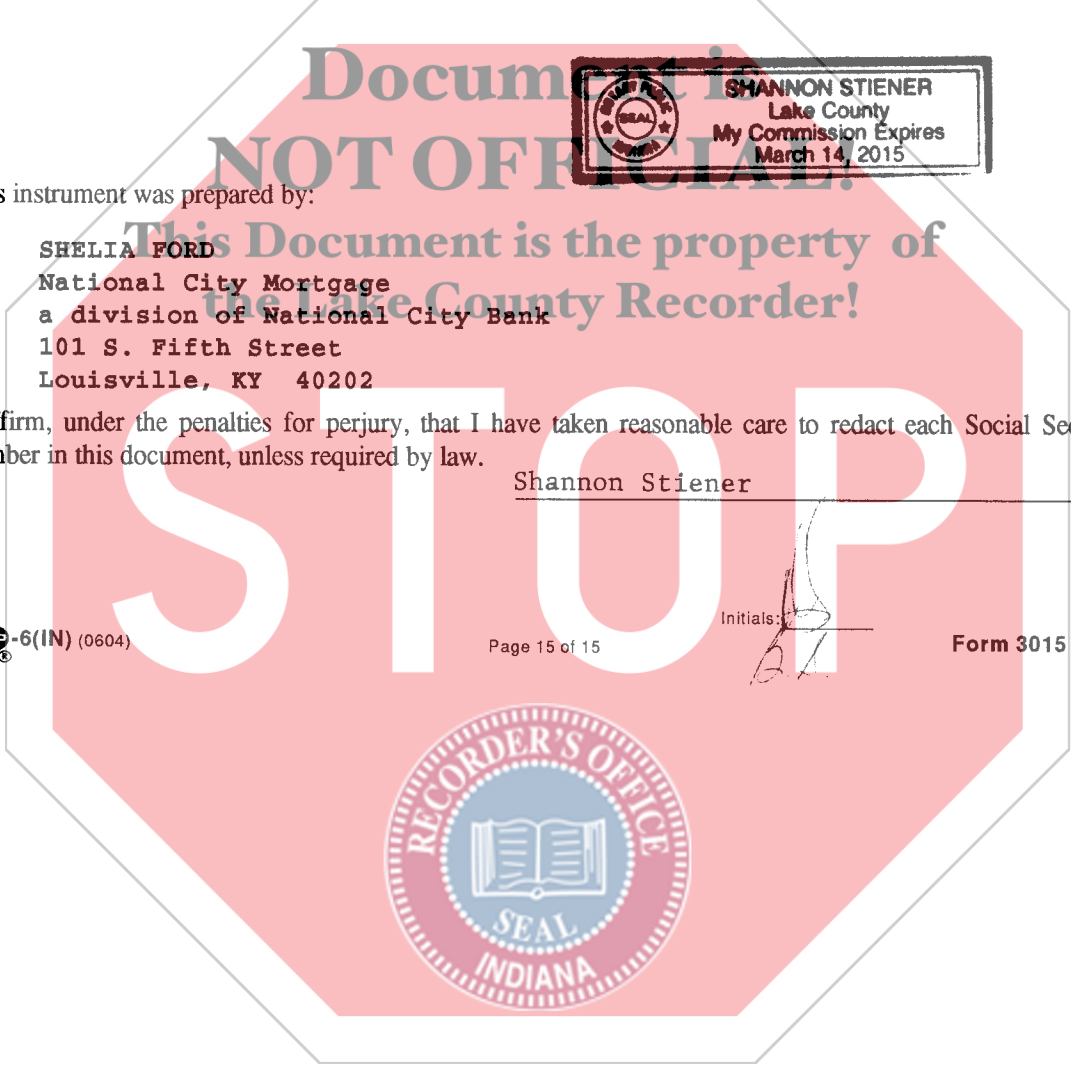 Document is
NOT OFFICIAL!
This Document is the property of
the Lake County Recorder!
SEAL
SHANNON STIENER
Lake County
My Commission Expires
March 14, 2015
s instrument was prepared by:
SHELIA FORD
National City Mortgage
a division of National City Bank
101 S. Fifth Street
Louisville, KY 40202
firm, under the penalties for perjury, that I have taken reasonable care to redact each Social Sec
ber in this document, unless required by law.
Shannon Stiener
STOP
Initials:
-6(IN) (0604)
®
Page 15 of 15
Form 3015
RECORDER'S OFFICE
SEAL
INDIANA